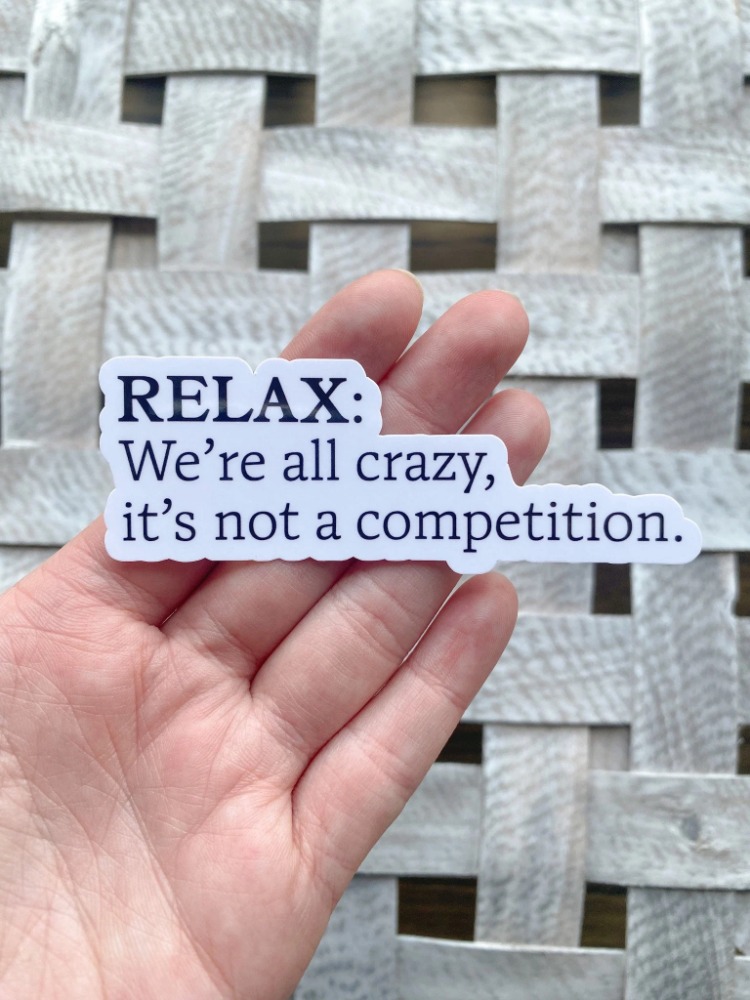 RELAX:
We’re all crazy,
it’s not a competition.